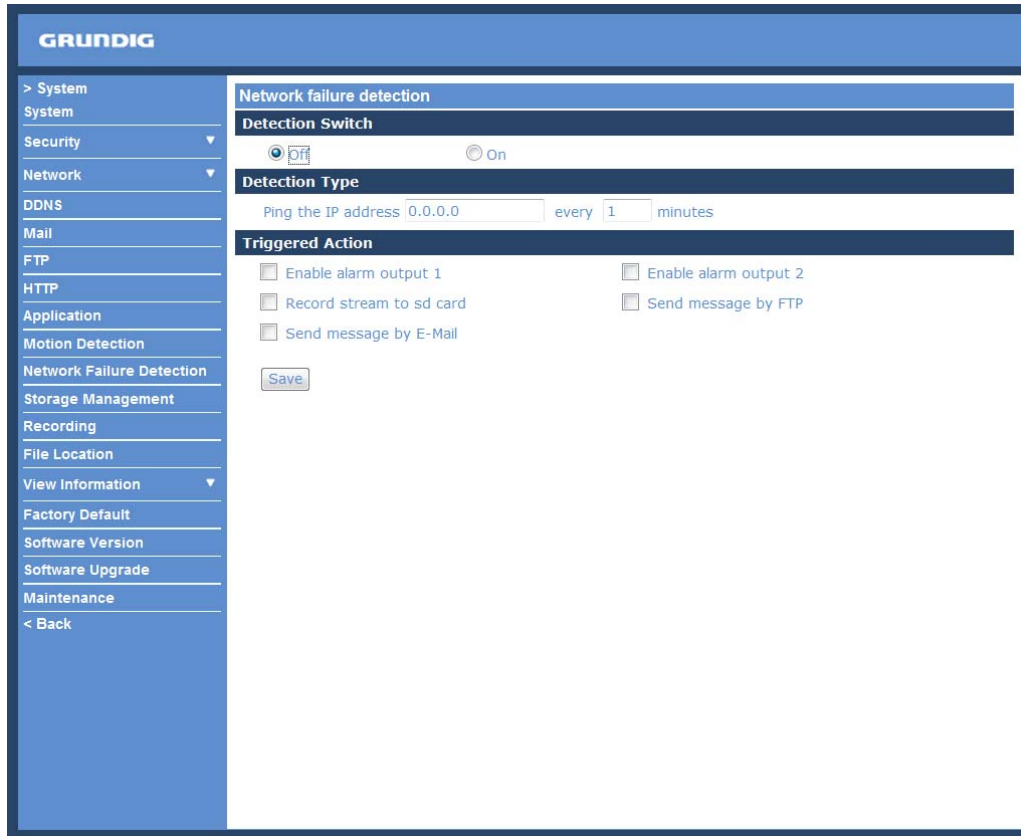 GRUNDIG
> System
System
Security
Network
DDNS
Mail
FTP
HTTP
Application
Motion Detection
Network Failure Detection
Storage Management
Recording
File Location
View Information
Factory Default
Software Version
Software Upgrade
Maintenance
< Back
Network failure detection
Detection Switch
Off On
Detection Type
Ping the IP address 0.0.0.0 every 1 minutes
Triggered Action
Enable alarm output 1 Enable alarm output 2
Record stream to sd card Send message by FTP
Send message by E-Mail
Save